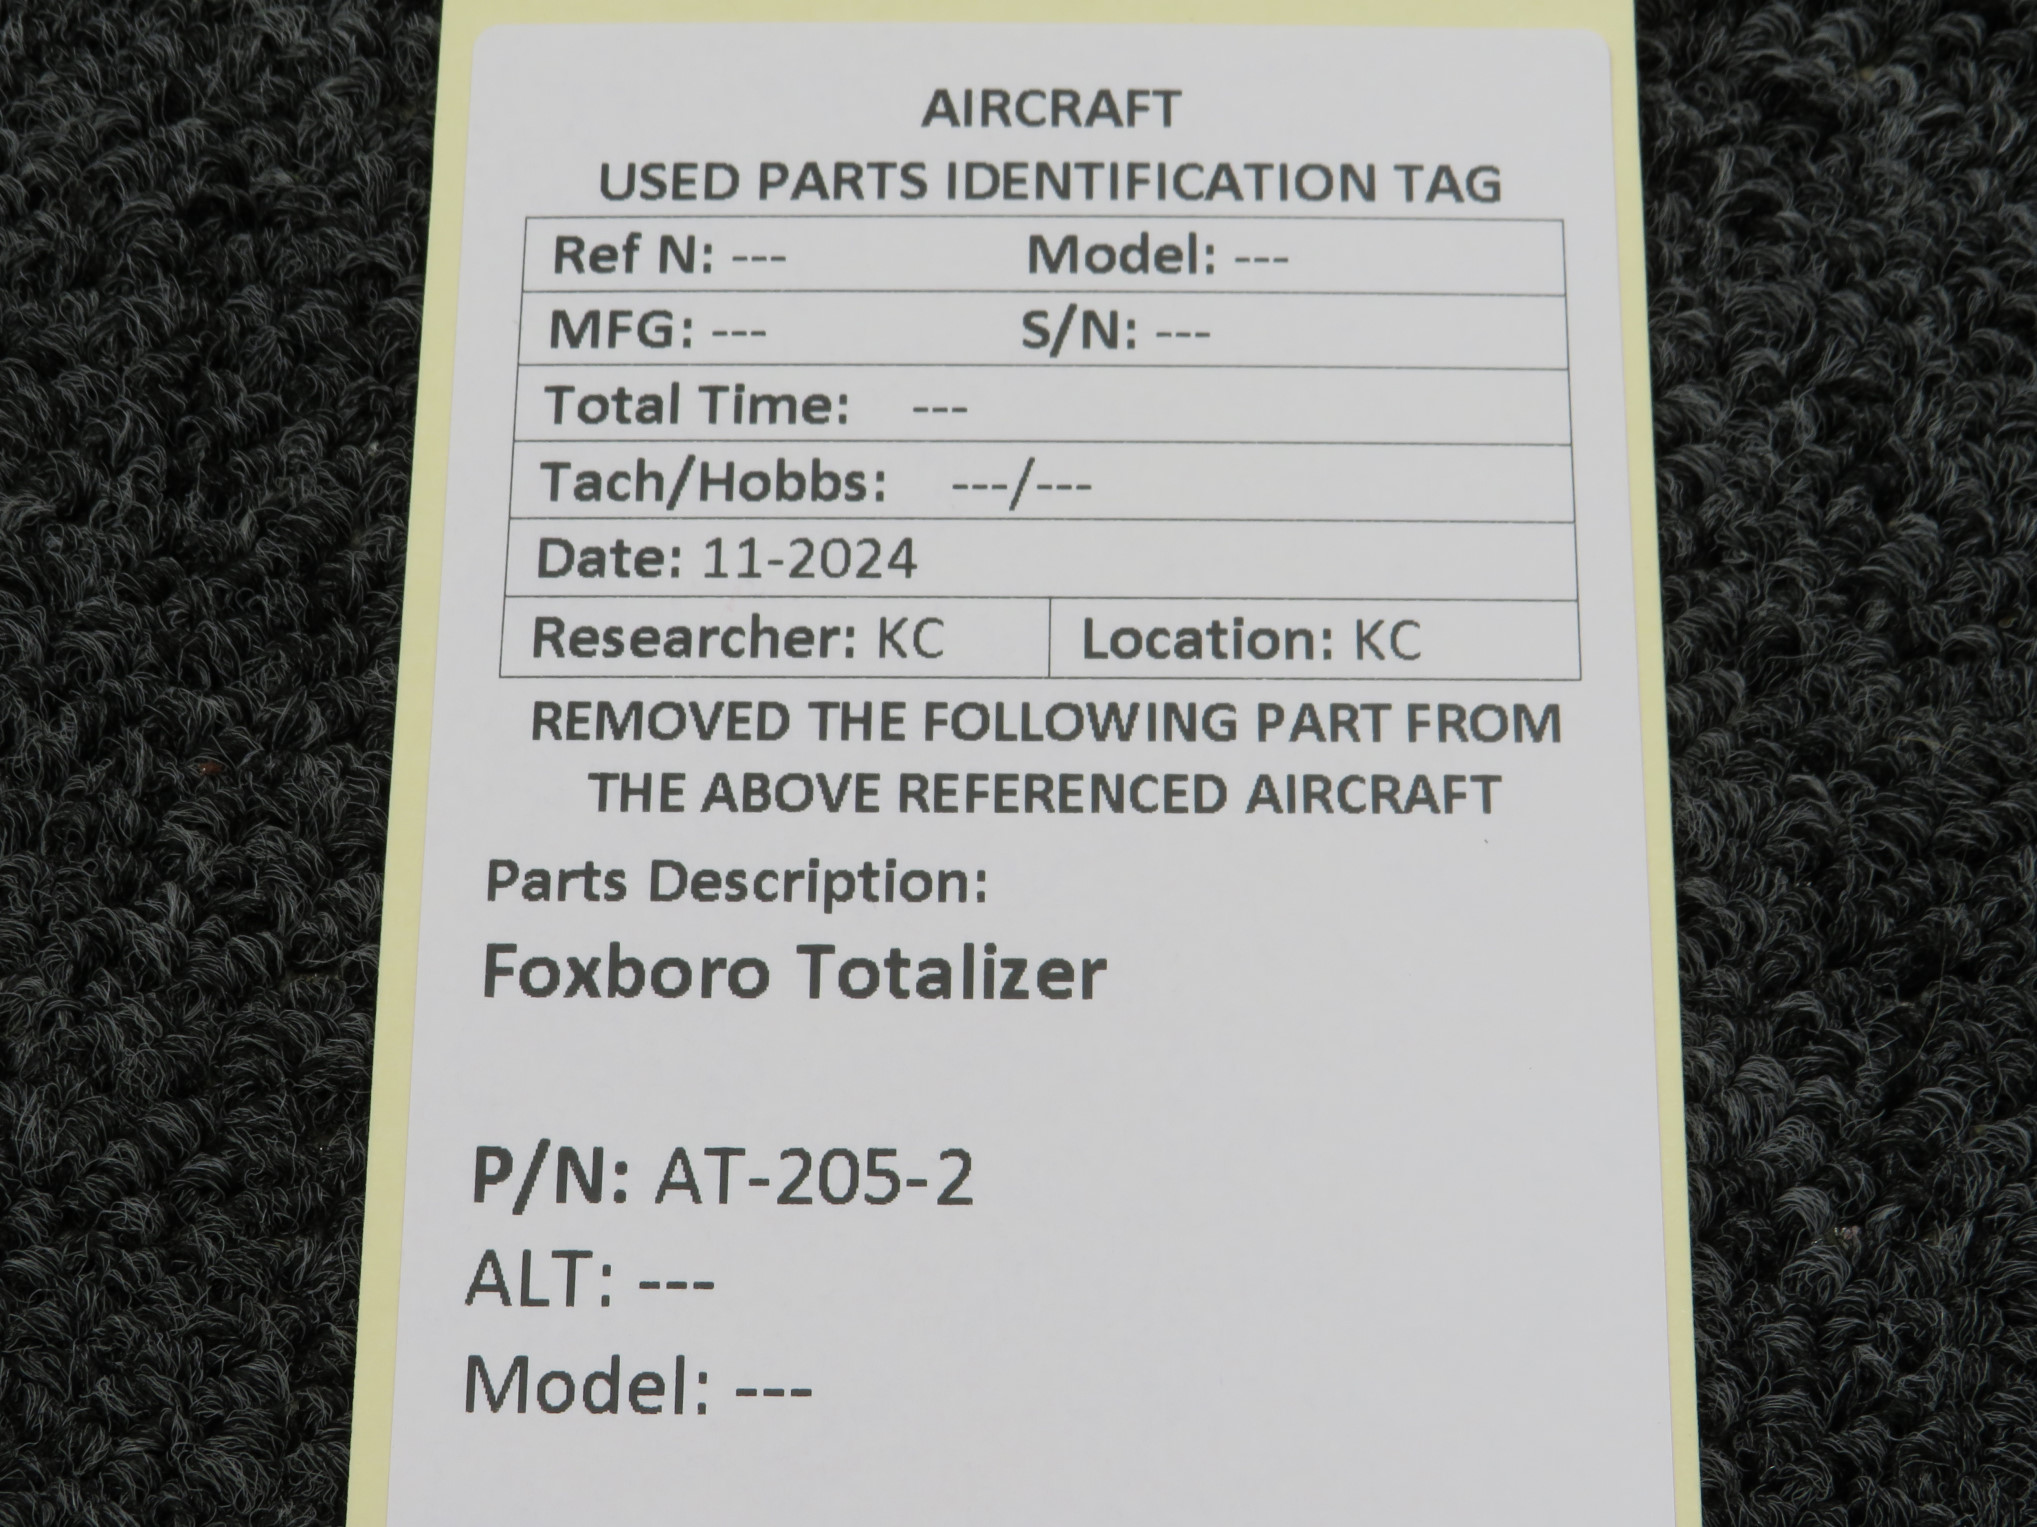 AIRCRAFT
USED PARTS IDENTIFICATION TAG
Ref N: --- Model: ---
MFG: --- S/N: ---
Total Time: ---
Tach/Hobbs: ---/---
Date: 11-2024
Researcher: KC Location: KC
REMOVED THE FOLLOWING PART FROM
THE ABOVE REFERENCED AIRCRAFT
Parts Description:
Foxboro Totalizer
P/N: AT-205-2
ALT: ---
Model: ---